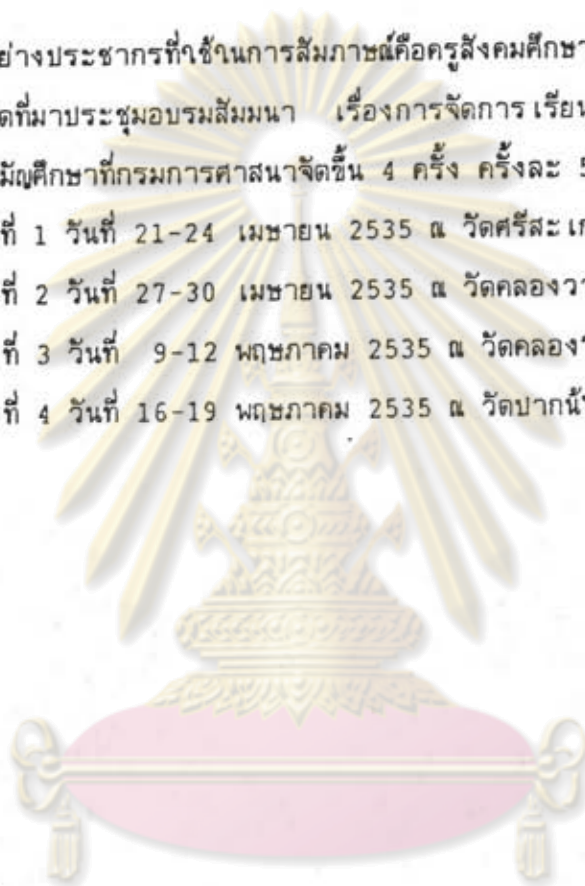 ย่างประชากรที่ใช้ในการสัมภาษณ์คือครูสังคมศึกษา
ดที่มาประชุมอบรมสัมมนา เรื่องการจัดการเรียน
มัญศึกษาที่กรมการศาสนาจัดขึ้น 4 ครั้ง ครั้งละ 5
ที่ 1 วันที่ 21-24 เมษายน 2535 ณ วัดศรีสะเก
ที่ 2 วันที่ 27-30 เมษายน 2535 ณ วัดคลองวา
ที่ 3 วันที่ 9-12 พฤษภาคม 2535 ณ วัดคลองว
ที่ 4 วันที่ 16-19 พฤษภาคม 2535 ณ วัดปากน้